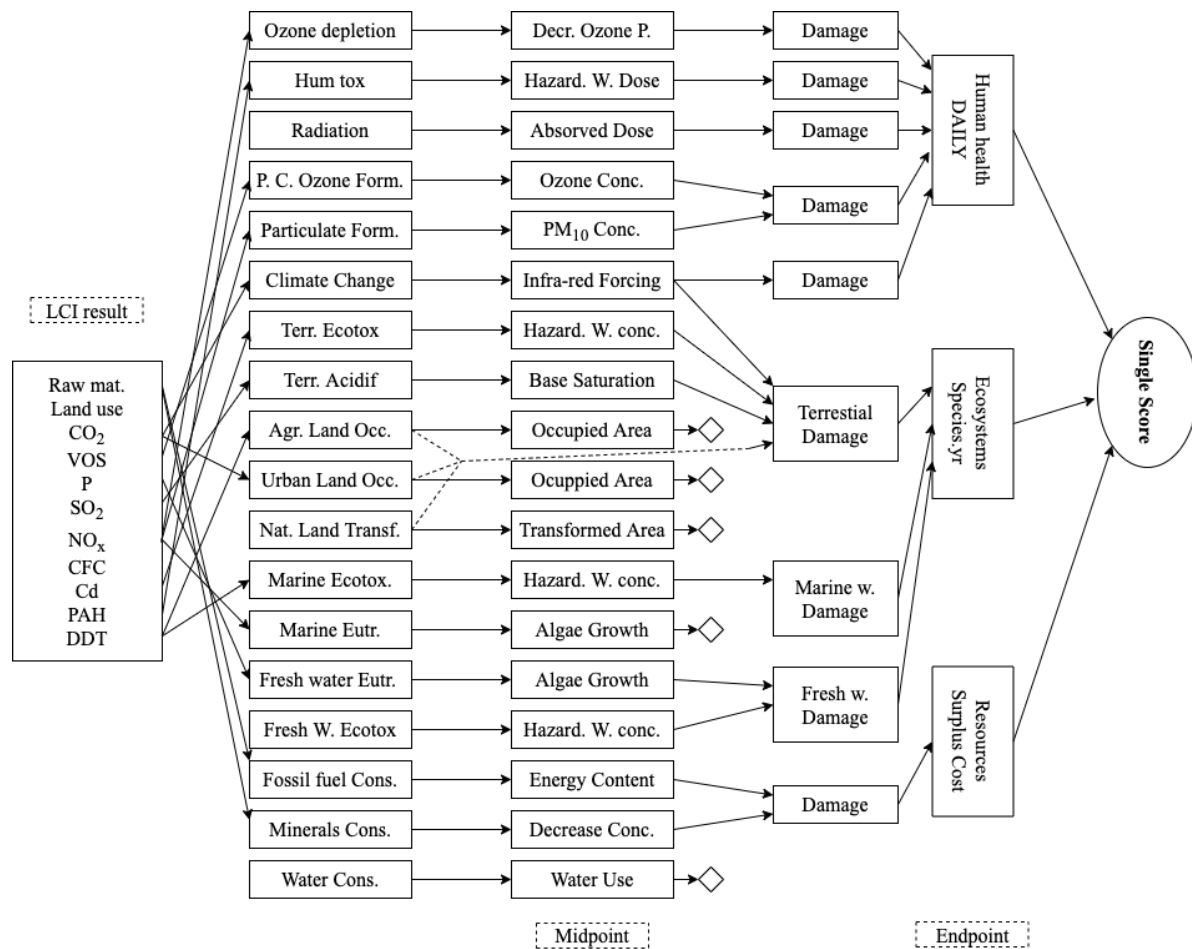 Ozone depletion
Decr. Ozone P.
Damage
Hum tox
Hazard. W. Dose
Damage
Radiation
Absorved Dose
Damage
P. C. Ozone Form.
Ozone Conc.
Damage
Particulate Form.
PM10 Conc.
Climate Change
Infra-red Forcing
Damage
Human health
DAILY
LCI result
Raw mat.
Land use
CO2
VOS
P
SO2
NOx
CFC
Cd
PAH
DDT
Terr. Ecotox
Hazard. W. conc.
Terr. Acidif
Base Saturation
Terrestial
Damage
Agr. Land Occ.
Occupied Area
Urban Land Occ.
Ocuppied Area
Nat. Land Transf.
Transformed Area
Ecosystems
Species.yr
Single Score
Marine Ecotox.
Hazard. W. conc.
Marine w.
Damage
Marine Eutr.
Algae Growth
Fresh water Eutr.
Algae Growth
Fresh w.
Damage
Fresh W. Ecotox
Hazard. W. conc.
Fossil fuel Cons.
Energy Content
Damage
Minerals Cons.
Decrease Conc.
Resources
Surplus Cost
Water Cons.
Water Use
Midpoint
Endpoint